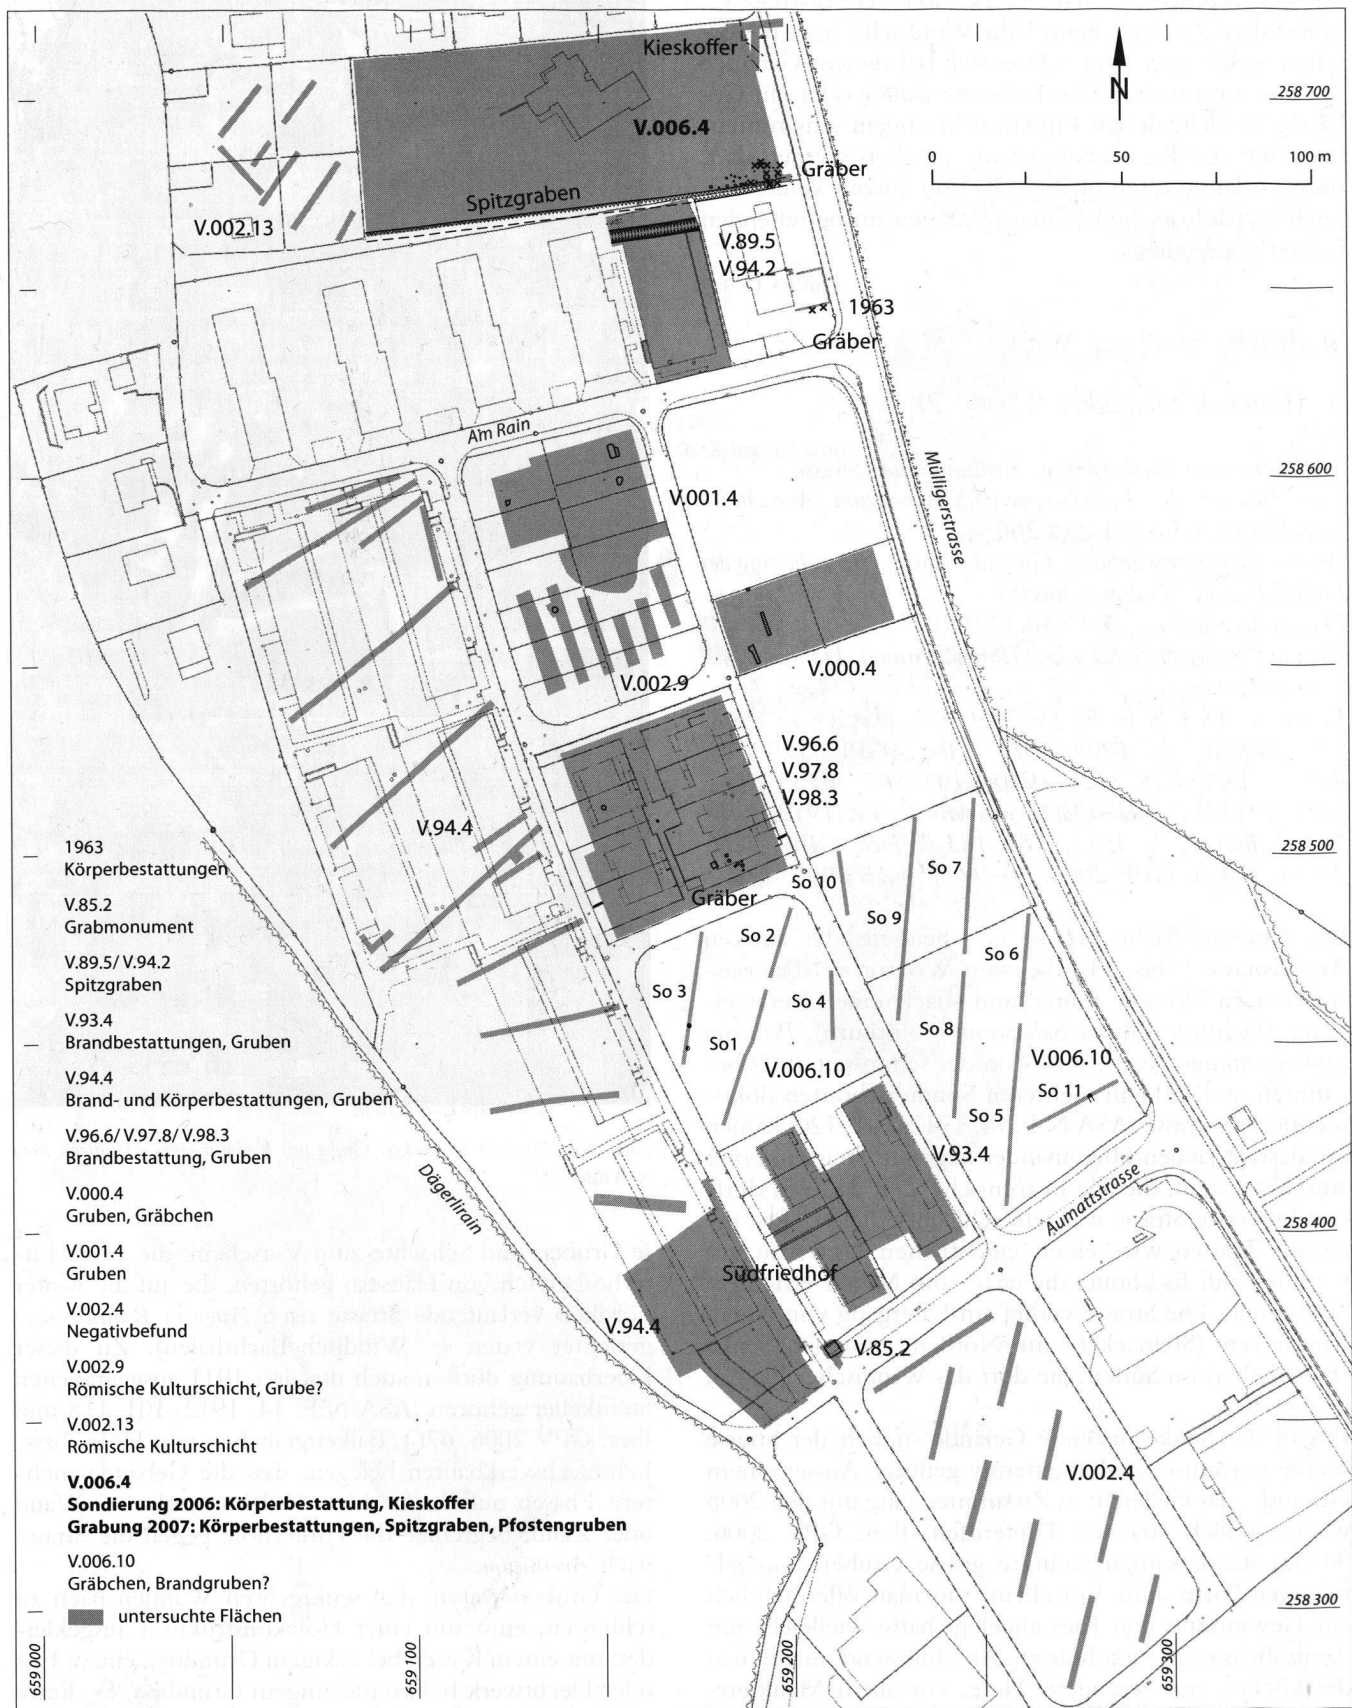 Kieskoffer
N
258 700
V.006.4
0 50 100 m
Gräber
Spitzgraben
V.002.13
V.89.5
V.94.2
1963
Gräber
Am Rain
Mülligerstrasse
258 600
V.001.4
V.000.4
V.002.9
V.96.6
V.97.8
V.98.3
V.94.4
258 500
So 7
So 10
Gräber
So 9
So 2
So 6
So 3
So 4
So 8
So1
V.006.10
V.006.10
So 11
So 5
V.93.4
Dägerlirain
Aumattstrasse
258 400
Südfriedhof
V.94.4
V.85.2
V.002.4
258 300
1963
Körperbestattungen
V.85.2
Grabmonument
V.89.5/ V.94.2
Spitzgraben
V.93.4
Brandbestattungen, Gruben
V.94.4
Brand- und Körperbestattungen, Gruben
V.96.6/ V.97.8/ V.98.3
Brandbestattung, Gruben
V.000.4
Gruben, Gräbchen
V.001.4
Gruben
V.002.4
Negativbefund
V.002.9
Römische Kulturschicht, Grube?
V.002.13
Römische Kulturschicht
V.006.4
Sondierung 2006: Körperbestattung, Kieskoffer
Grabung 2007: Körperbestattungen, Spitzgraben, Pfostengruben
V.006.10
Gräbchen, Brandgruben?
untersuchte Flächen
659 000
659 100
659 200
659 300